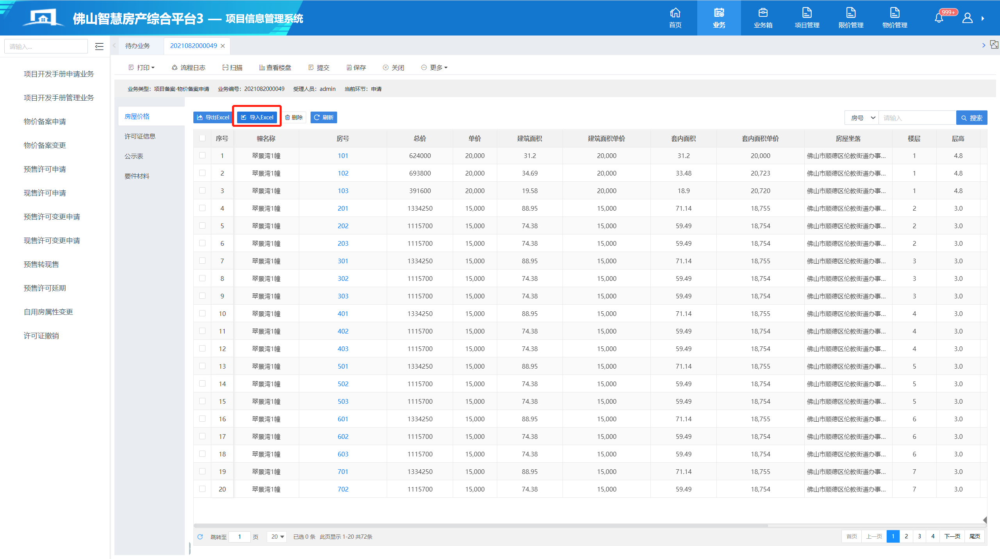 佛山智慧房产综合平台3 — 项目信息管理系统
首页 业务 业务箱 项目管理 限价管理 物价管理 999+
请输入... 待办业务 2021082000049
打印 流程日志 扫描 查看楼盘 提交 保存 关闭 更多
业务类型：项目备案-物价备案申请 业务编号：2021082000049 受理人员：admin 当前环节：申请
项目开发手册申请业务
项目开发手册管理业务
物价备案申请
物价备案变更
预售许可申请
现售许可申请
预售许可变更申请
现售许可变更申请
预售转现售
预售许可延期
自用房属性变更
许可证撤销
房屋价格
许可证信息
公示表
要件材料
导出Excel 导入Excel 删除 刷新 房号 请输入 搜索
序号 幢名称 房号 总价 单价 建筑面积 建筑面积单价 套内面积 套内面积单价 房屋坐落 楼层 层高
1 翠景湾1幢 101 624000 20,000 31.2 20,000 31.2 20,000 佛山市顺德区伦教街道办事... 1 4.8
2 翠景湾1幢 102 693800 20,000 34.69 20,000 33.48 20,723 佛山市顺德区伦教街道办事... 1 4.8
3 翠景湾1幢 103 391600 20,000 19.58 20,000 18.9 20,720 佛山市顺德区伦教街道办事... 1 4.8
4 翠景湾1幢 201 1334250 15,000 88.95 15,000 71.14 18,755 佛山市顺德区伦教街道办事... 2 3.0
5 翠景湾1幢 202 1115700 15,000 74.38 15,000 59.49 18,754 佛山市顺德区伦教街道办事... 2 3.0
6 翠景湾1幢 203 1115700 15,000 74.38 15,000 59.49 18,754 佛山市顺德区伦教街道办事... 2 3.0
7 翠景湾1幢 301 1334250 15,000 88.95 15,000 71.14 18,755 佛山市顺德区伦教街道办事... 3 3.0
8 翠景湾1幢 302 1115700 15,000 74.38 15,000 59.49 18,754 佛山市顺德区伦教街道办事... 3 3.0
9 翠景湾1幢 303 1115700 15,000 74.38 15,000 59.49 18,754 佛山市顺德区伦教街道办事... 3 3.0
10 翠景湾1幢 401 1334250 15,000 88.95 15,000 71.14 18,755 佛山市顺德区伦教街道办事... 4 3.0
11 翠景湾1幢 402 1115700 15,000 74.38 15,000 59.49 18,754 佛山市顺德区伦教街道办事... 4 3.0
12 翠景湾1幢 403 1115700 15,000 74.38 15,000 59.49 18,754 佛山市顺德区伦教街道办事... 4 3.0
13 翠景湾1幢 501 1334250 15,000 88.95 15,000 71.14 18,755 佛山市顺德区伦教街道办事... 5 3.0
14 翠景湾1幢 502 1115700 15,000 74.38 15,000 59.49 18,754 佛山市顺德区伦教街道办事... 5 3.0
15 翠景湾1幢 503 1115700 15,000 74.38 15,000 59.49 18,754 佛山市顺德区伦教街道办事... 5 3.0
16 翠景湾1幢 601 1334250 15,000 88.95 15,000 71.14 18,755 佛山市顺德区伦教街道办事... 6 3.0
17 翠景湾1幢 602 1115700 15,000 74.38 15,000 59.49 18,754 佛山市顺德区伦教街道办事... 6 3.0
18 翠景湾1幢 603 1115700 15,000 74.38 15,000 59.49 18,754 佛山市顺德区伦教街道办事... 6 3.0
19 翠景湾1幢 701 1334250 15,000 88.95 15,000 71.14 18,755 佛山市顺德区伦教街道办事... 7 3.0
20 翠景湾1幢 702 1115700 15,000 74.38 15,000 59.49 18,754 佛山市顺德区伦教街道办事... 7 3.0
跳转至 1 页 20 已选 0 条 此页显示 1-20 共72条 首页 上一页 1 2 3 4 下一页 尾页